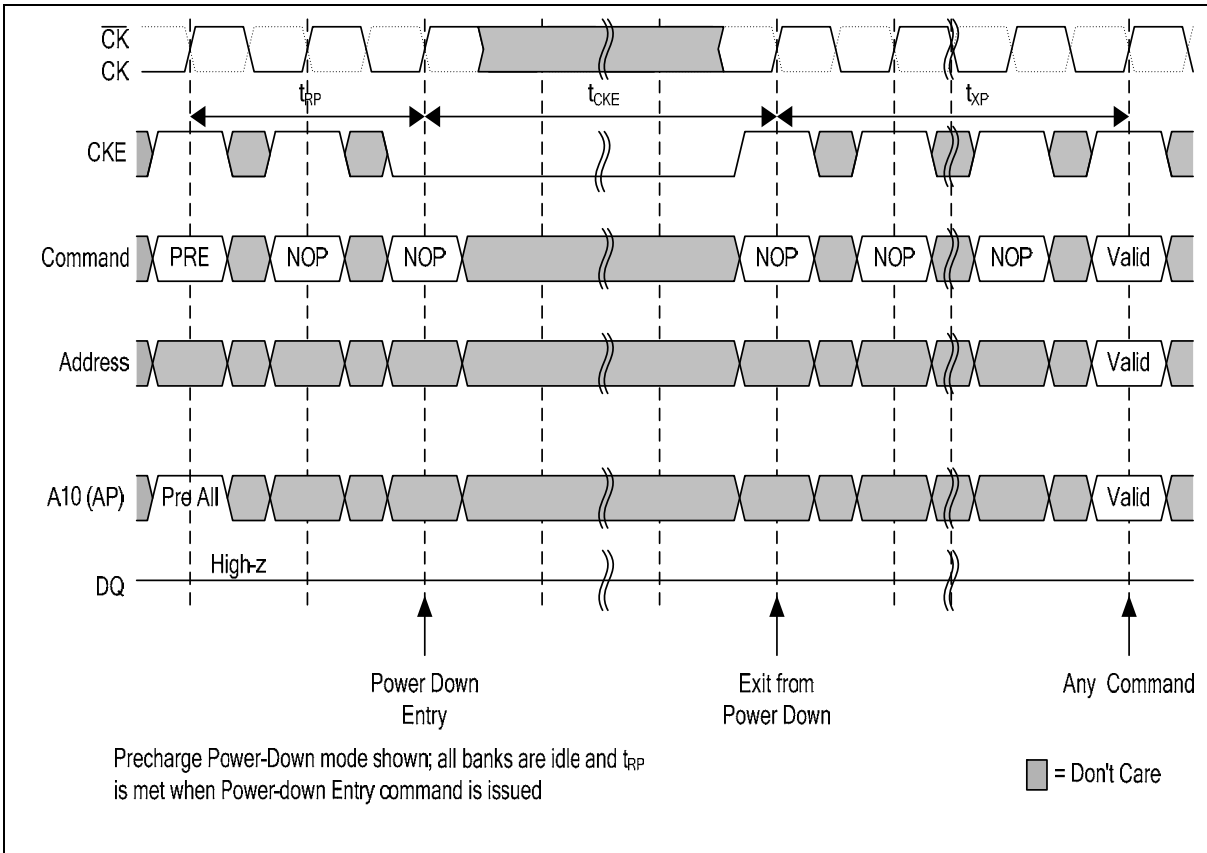 CK
CK
tRP tCKE tXP
CKE
Command PRE NOP NOP NOP NOP NOP Valid
Address Valid
A10 (AP) Pre All Valid
High-z
DQ
Power Down
Entry
Exit from
Power Down
Any Command
Precharge Power-Down mode shown; all banks are idle and tRP
is met when Power-down Entry command is issued
= Don't Care